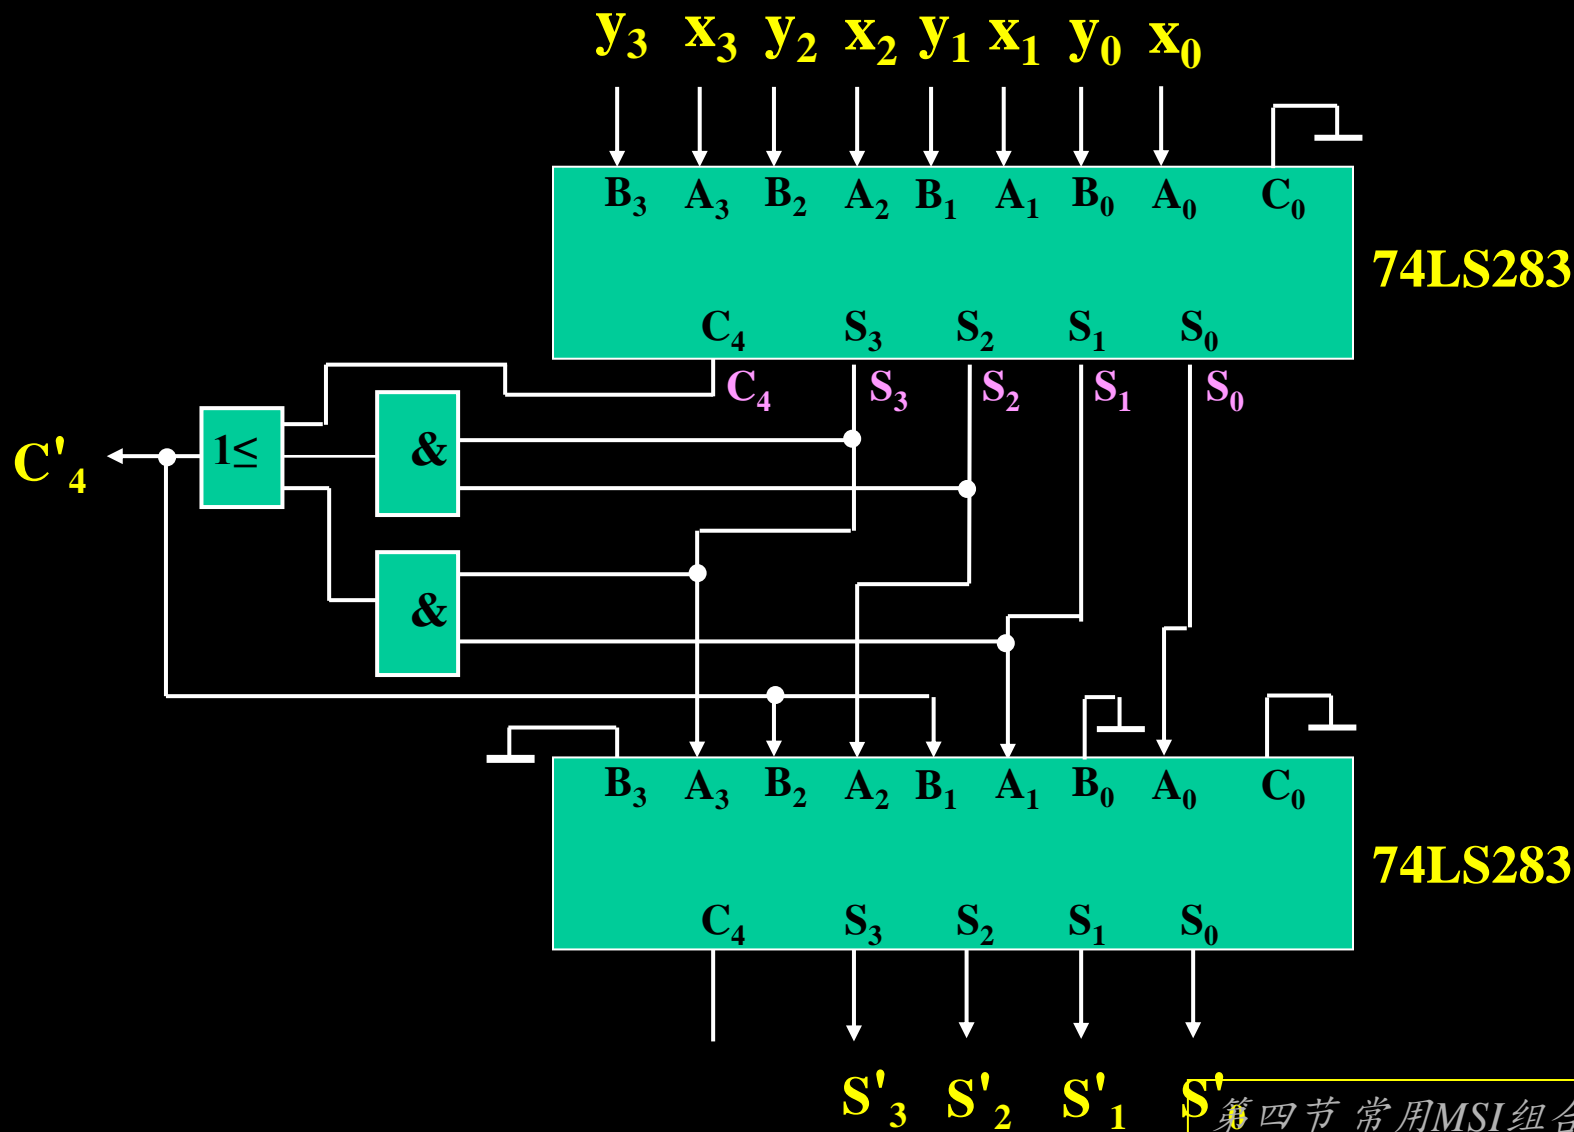 y₃ x₃ y₂ x₂ y₁ x₁ y₀ x₀
B₃ A₃ B₂ A₂ B₁ A₁ B₀ A₀ C₀
74LS283
C₄ S₃ S₂ S₁ S₀
C₄ S₃ S₂ S₁ S₀
C'₄
1≤
&
&
B₃ A₃ B₂ A₂ B₁ A₁ B₀ A₀ C₀
74LS283
C₄ S₃ S₂ S₁ S₀
S'₃ S'₂ S'₁ S'₀
第四节 常用MSI组合